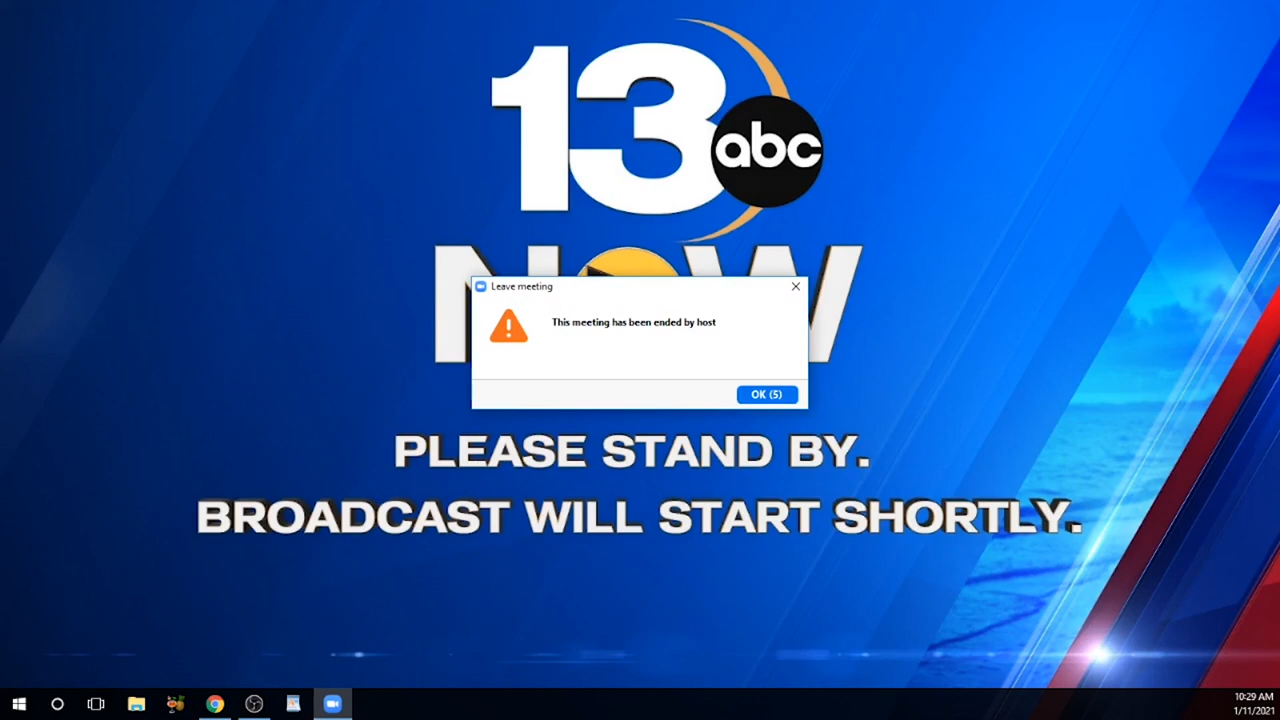 13
abc
NOW
Leave meeting
This meeting has been ended by host
OK (5)
PLEASE STAND BY.
BROADCAST WILL START SHORTLY.
10:29 AM
1/11/2021